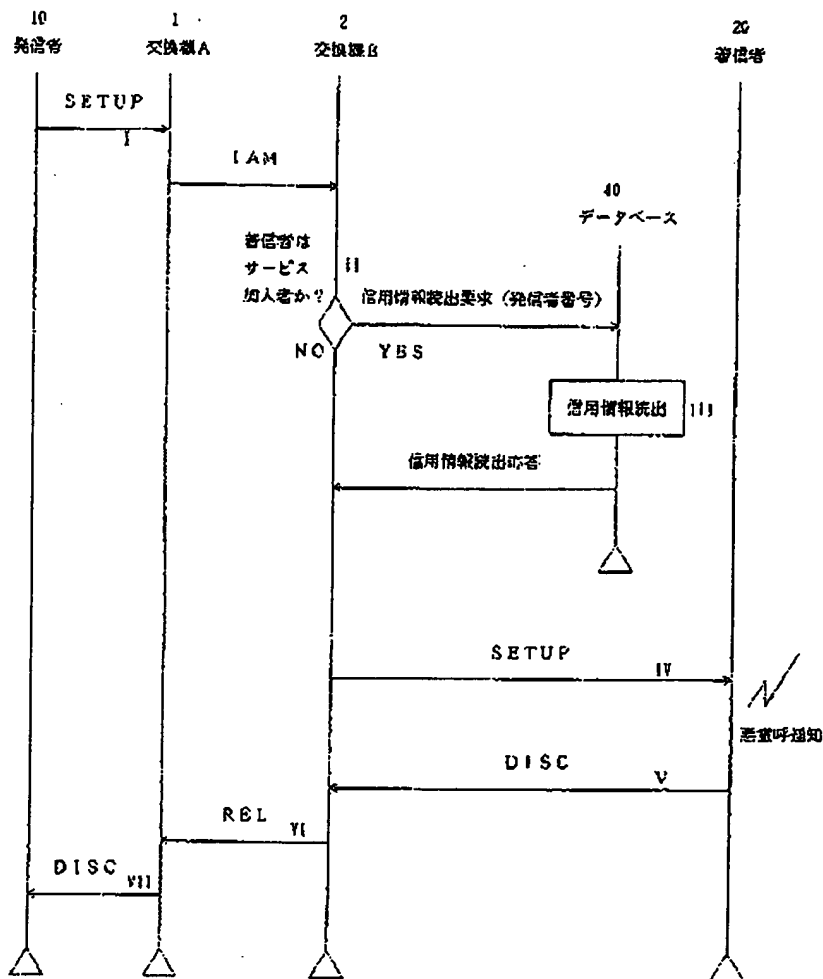 10
発信者
1
交換機A
2
交換機B
20
着信者
SETUP
I
IAM
40
データベース
着信者は
サービス
加入者か?
II
信用情報読出要求(発信者番号)
NO
YES
信用情報読出
III
信用情報読出応答
SETUP
IV
悪意呼通知
DISC
V
REL
VI
DISC
VII